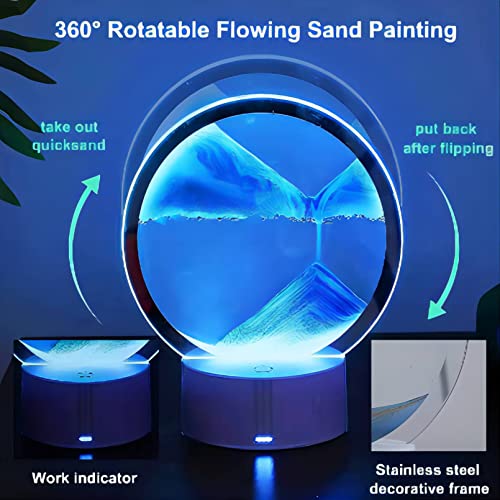 360° Rotatable Flowing Sand Painting
take out
quicksand
put back
after flipping
Work indicator
Stainless steel
decorative frame